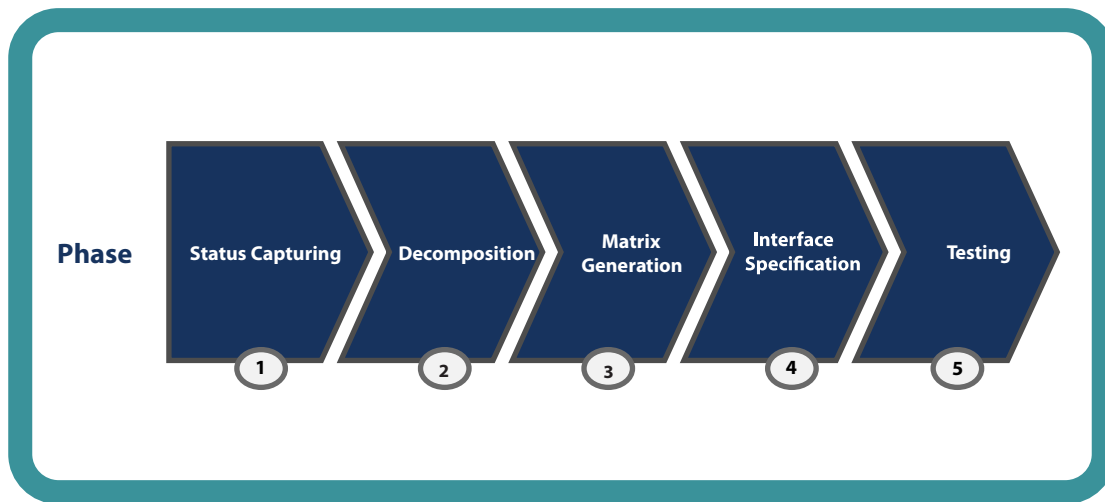 Phase
Status Capturing
Decomposition
Matrix
Generation
Interface
Specification
Testing
1
2
3
4
5